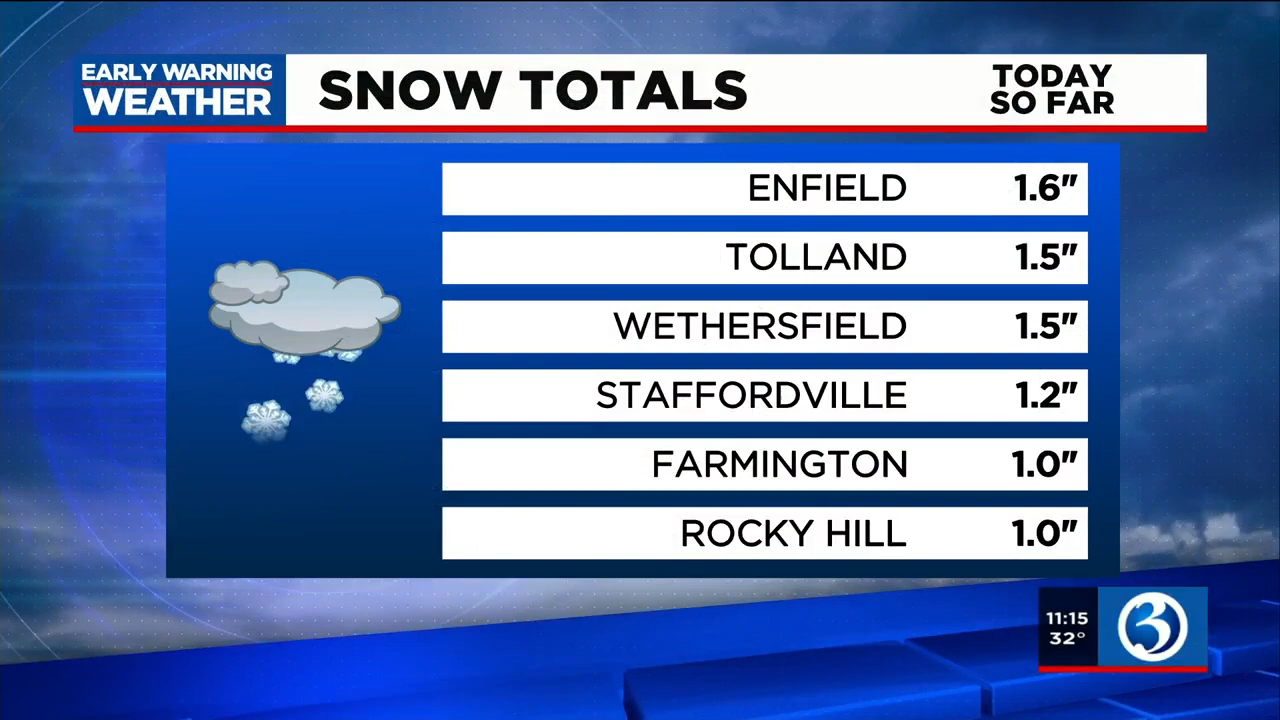 EARLY WARNING
WEATHER
SNOW TOTALS
TODAY
SO FAR
ENFIELD 1.6"
TOLLAND 1.5"
WETHERSFIELD 1.5"
STAFFORDVILLE 1.2"
FARMINGTON 1.0"
ROCKY HILL 1.0"
11:15
32°
3